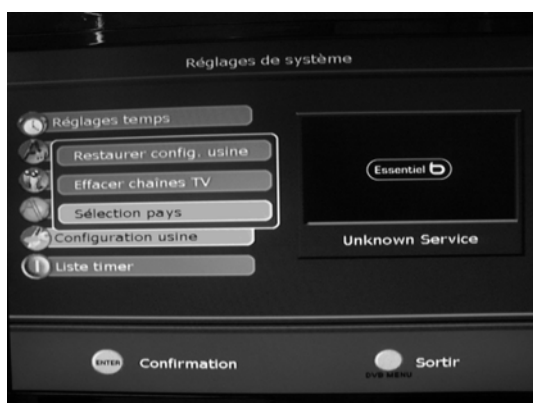 Réglages de système
Réglages temps
Restaurer config. usine
Effacer chaînes TV
Sélection pays
Configuration usine
Liste timer
Essentiel b
Unknown Service
ENTER Confirmation
DVB MENU Sortir